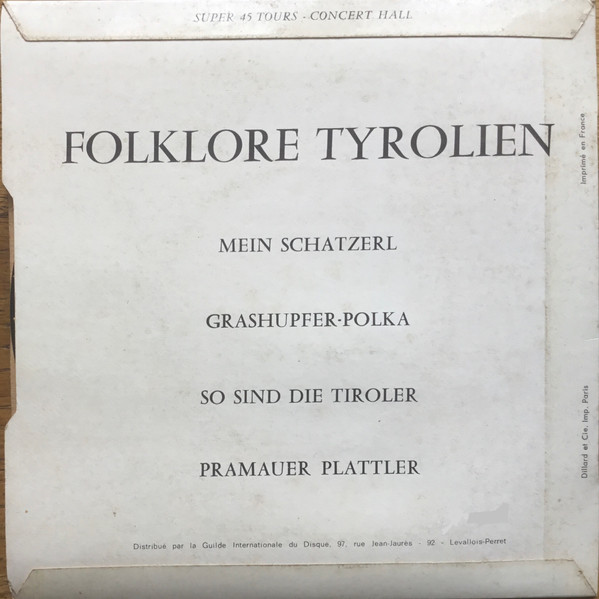 SUPER 45 TOURS - CONCERT HALL
FOLKLORE TYROLIEN
MEIN SCHATZERL
GRASHUPFER-POLKA
SO SIND DIE TIROLER
PRAMAUER PLATTLER
Distribué par la Guilde Internationale du Disque, 97, rue Jean-Jaurès - 92 - Levallois-Perret
Imprimé en France
Dillard et Cie. Imp. Paris